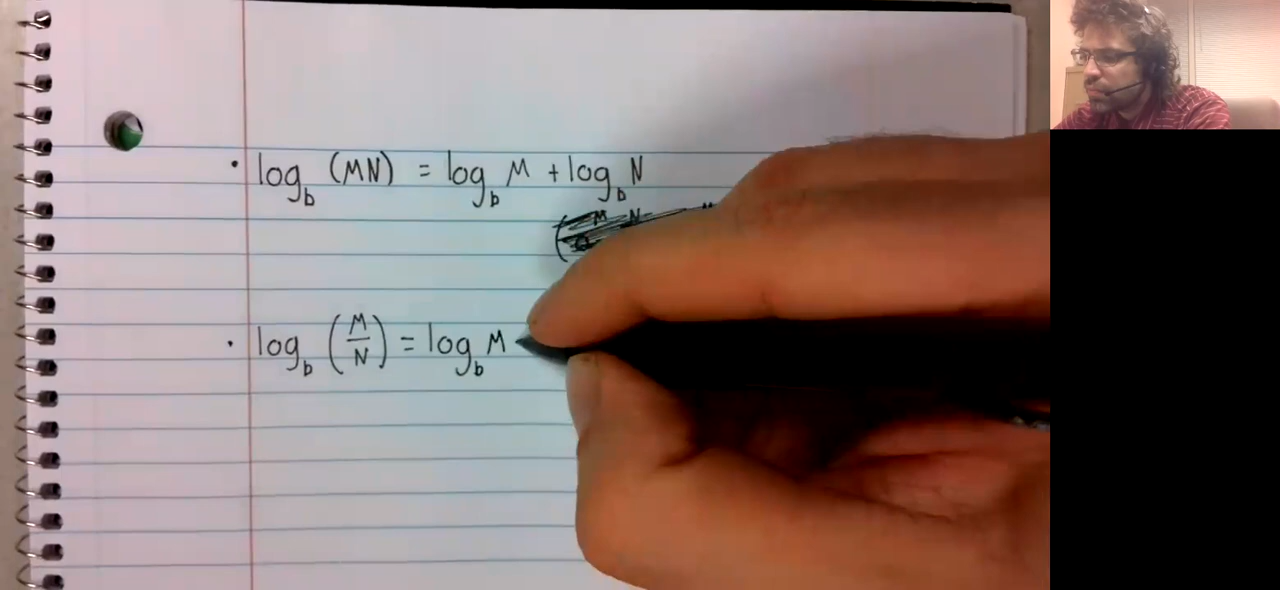 · log_b (MN) = log_b M + log_b N
· log_b (M/N) = log_b M